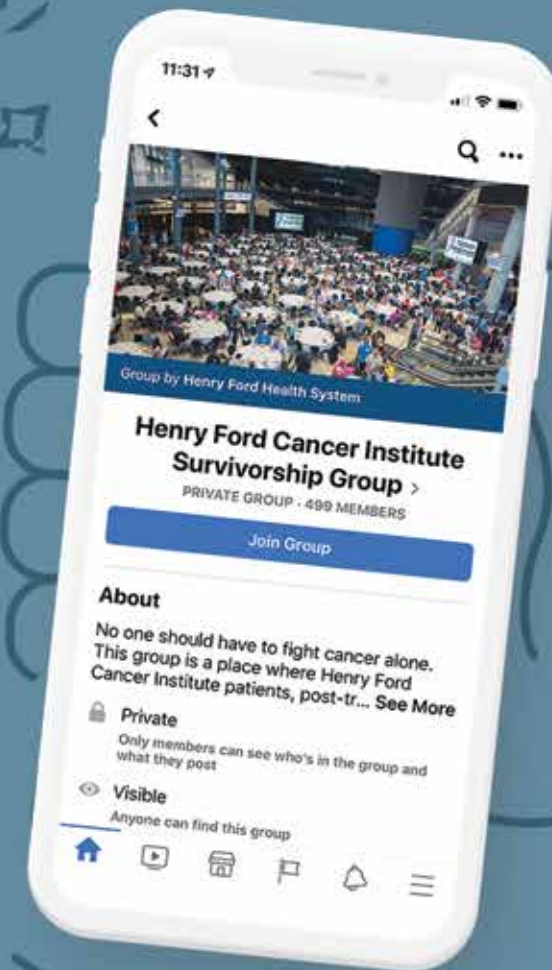 11:31
Group by Henry Ford Health System
Henry Ford Cancer Institute
Survivorship Group >
PRIVATE GROUP · 499 MEMBERS
Join Group
About
No one should have to fight cancer alone.
This group is a place where Henry Ford
Cancer Institute patients, post-tr... See More
Private
Only members can see who's in the group and
what they post
Visible
Anyone can find this group